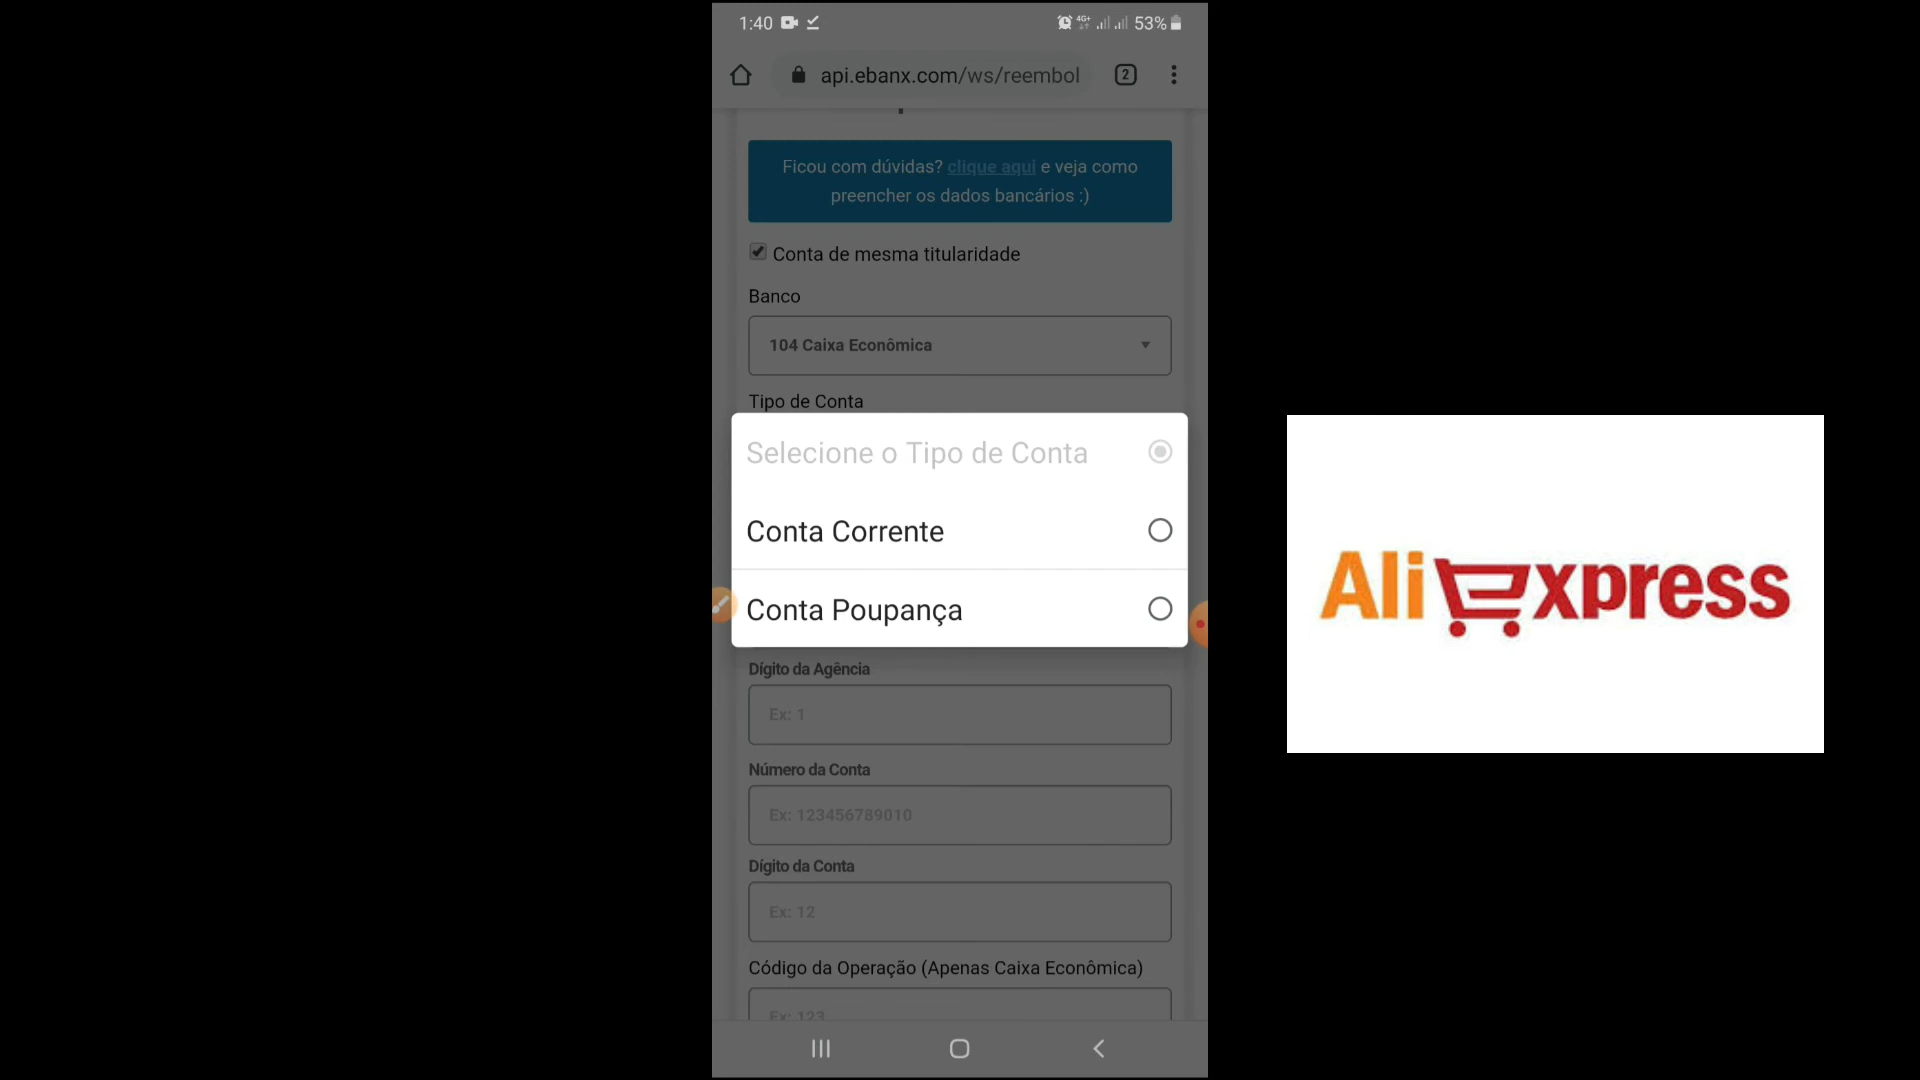 1:40
4G+
53%
api.ebanx.com/ws/reembol
2
Ficou com dúvidas? clique aqui e veja como
preencher os dados bancários :)
Conta de mesma titularidade
Banco
104 Caixa Econômica
Tipo de Conta
Selecione o Tipo de Conta
Conta Corrente
Conta Poupança
Dígito da Agência
Ex: 1
Número da Conta
Ex: 123456789010
Dígito da Conta
Ex: 12
Código da Operação (Apenas Caixa Econômica)
Ex: 123
AliExpress